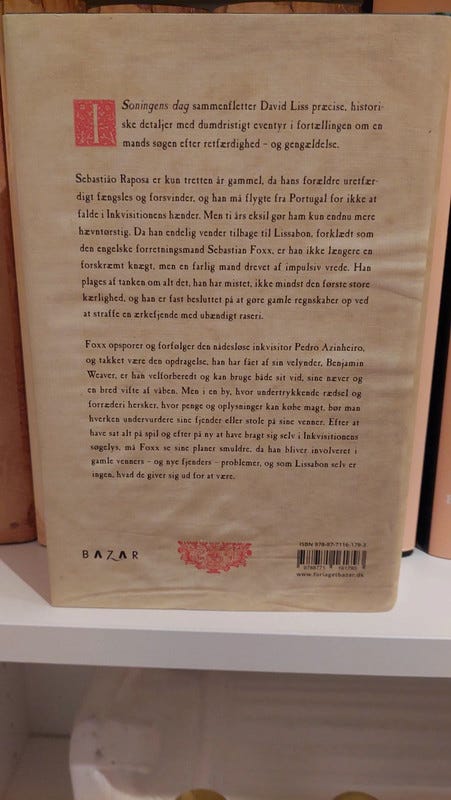 I Soningens dag sammenfletter David Liss præcise, histori-
ske detaljer med dumdristigt eventyr i fortællingen om en
mands søgen efter retfærdighed – og gengældelse.
Sebastião Raposa er kun tretten år gammel, da hans forældre uretfær-
digt fængsles og forsvinder, og han må flygte fra Portugal for ikke at
falde i Inkvisitionens hænder. Men ti års eksil gør ham kun endnu mere
hævntørstig. Da han endelig vender tilbage til Lissabon, forklædt som
den engelske forretningsmand Sebastian Foxx, er han ikke længere en
forskræmt knægt, men en farlig mand drevet af impulsiv vrede. Han
plages af tanken om alt det, han har mistet, ikke mindst den første store
kærlighed, og han er fast besluttet på at gøre gamle regnskaber op ved
at straffe en ærkefjende med ubændigt raseri.
Foxx opsporer og forfølger den nådesløse inkvisitor Pedro Azinheiro,
og takket være den opdragelse, han har fået af sin velynder, Benjamin
Weaver, er han velforberedt og kan bruge både sit vid, sine næver og
en bred vifte af våben. Men i en by, hvor undertrykkende rædsel og
forræderi hersker, hvor penge og oplysninger kan købe magt, bør man
hverken undervurdere sine fjender eller stole på sine venner. Efter at
have sat alt på spil og efter på ny at have bragt sig selv i Inkvisitionens
søgelys, må Foxx se sine planer smuldre, da han bliver involveret i
gamle venners – og nye fjenders – problemer, og som Lissabon selv er
ingen, hvad de giver sig ud for at være.
BAZAR
ISBN 978-87-7116-178-2
9788771 161782
www.forlagetbazar.dk